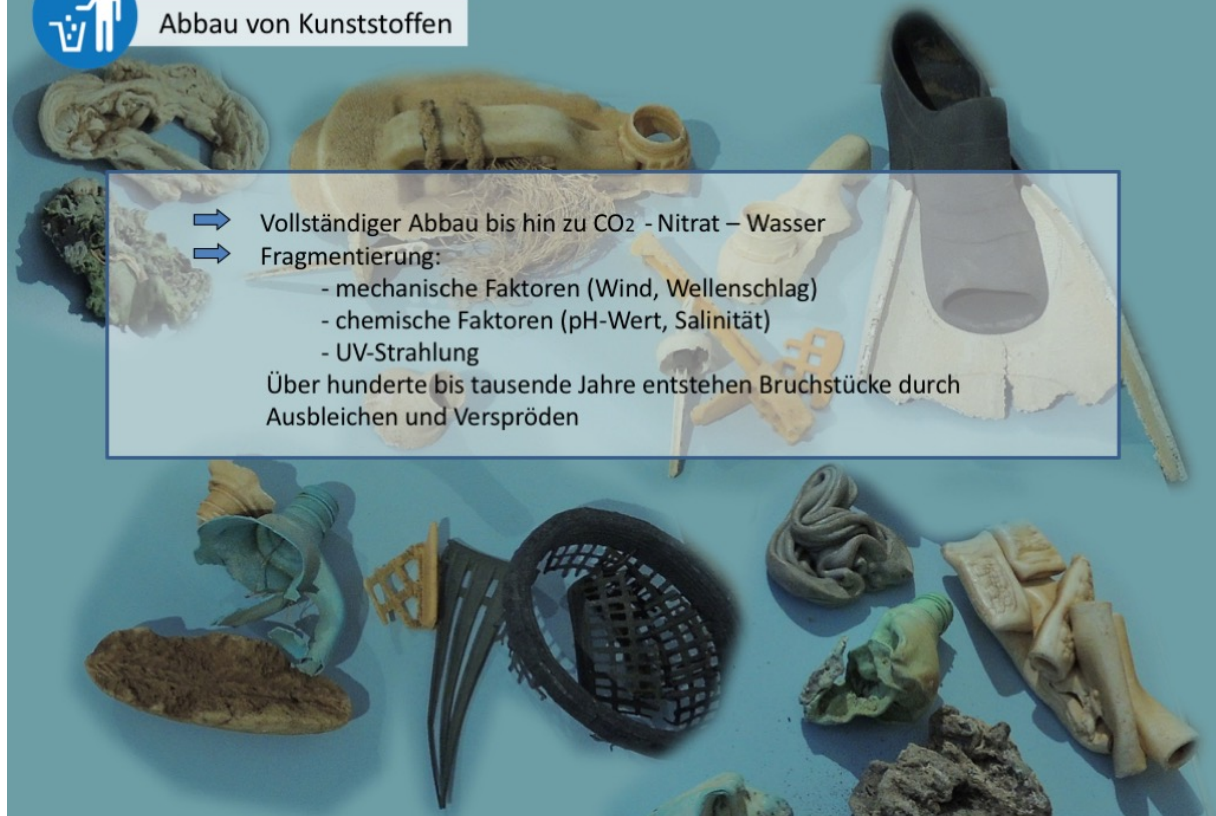 Abbau von Kunststoffen
Vollständiger Abbau bis hin zu CO2 - Nitrat – Wasser
Fragmentierung:
- mechanische Faktoren (Wind, Wellenschlag)
- chemische Faktoren (pH-Wert, Salinität)
- UV-Strahlung
Über hunderte bis tausende Jahre entstehen Bruchstücke durch
Ausbleichen und Verspröden